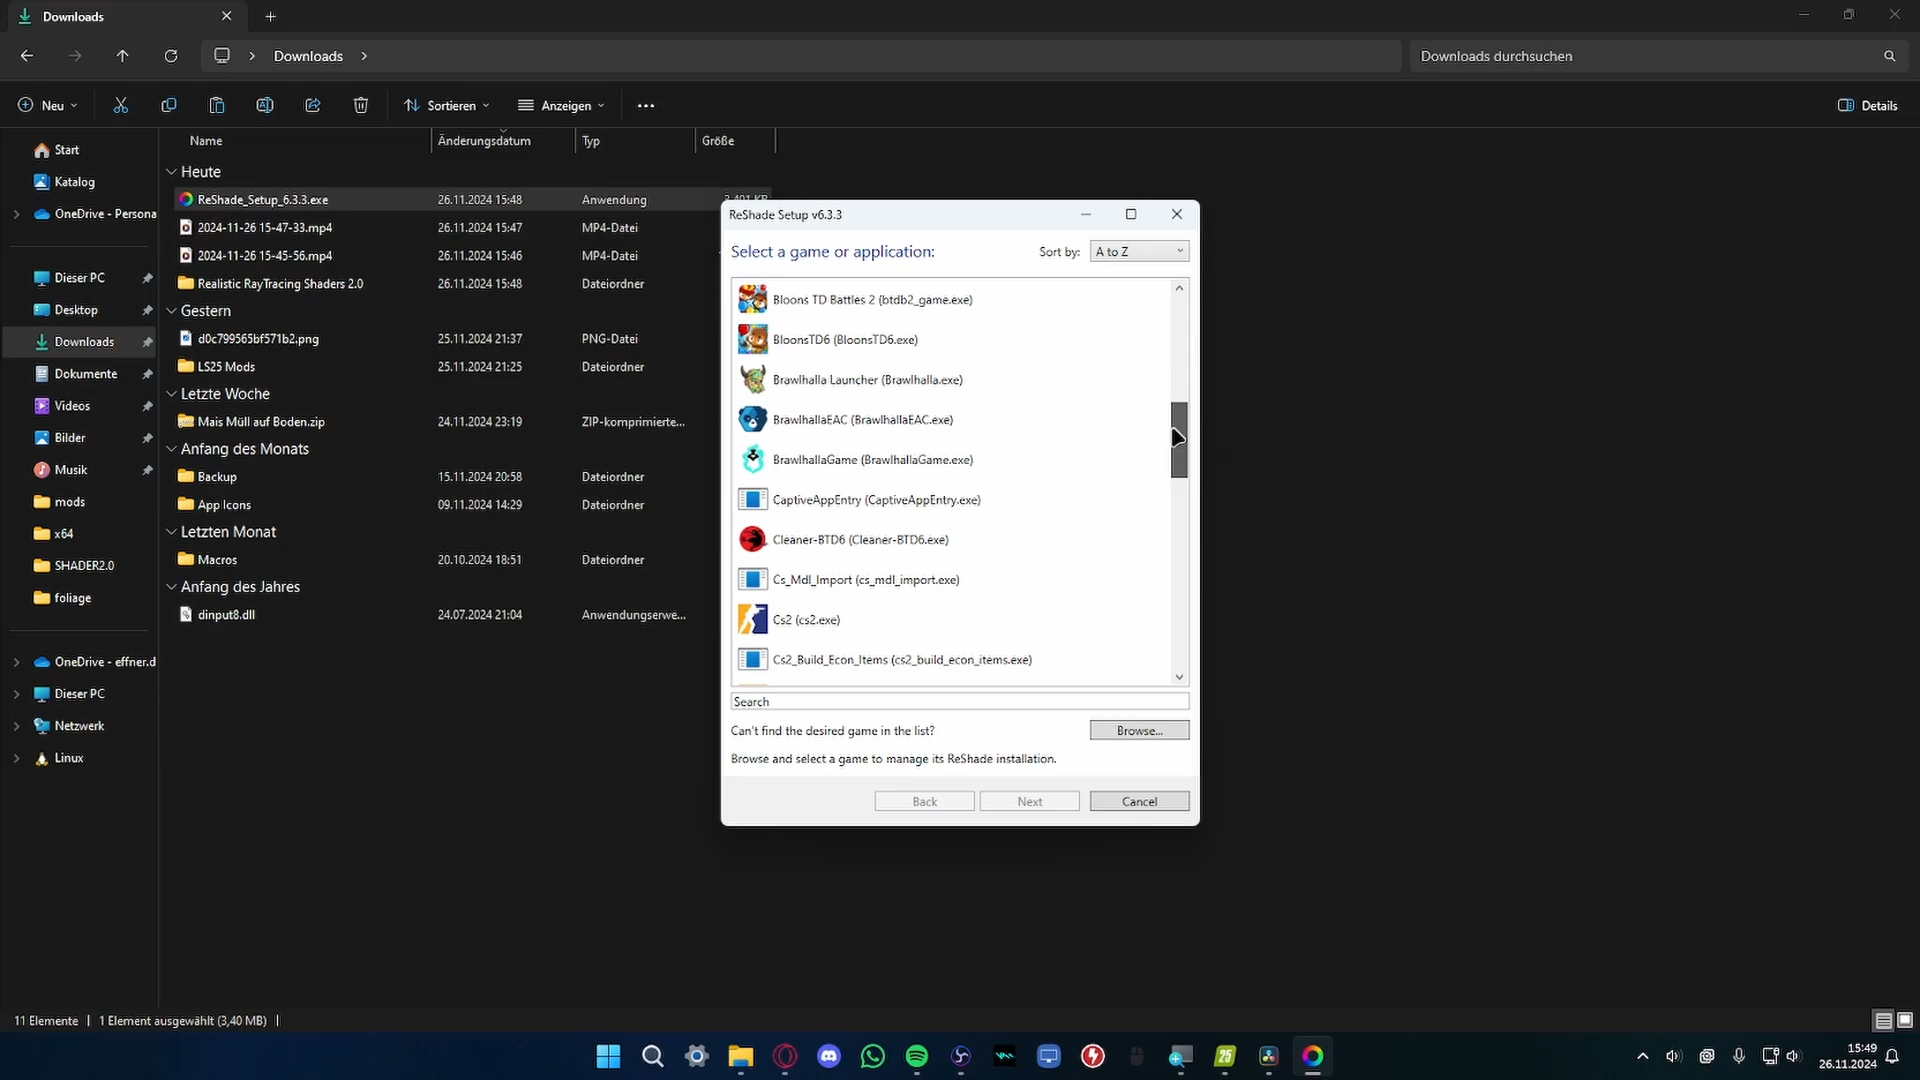 Downloads
Downloads
Downloads durchsuchen
Neu
Sortieren
Anzeigen
Details
Name
Änderungsdatum
Typ
Größe
Start
Katalog
OneDrive - Persona
Dieser PC
Desktop
Downloads
Dokumente
Videos
Bilder
Musik
mods
x64
SHADER2.0
foliage
OneDrive - effner.d
Dieser PC
Netzwerk
Linux
Heute
ReShade_Setup_6.3.3.exe 26.11.2024 15:48 Anwendung 3.401 KB
2024-11-26 15-47-33.mp4 26.11.2024 15:47 MP4-Datei
2024-11-26 15-45-56.mp4 26.11.2024 15:46 MP4-Datei
Realistic RayTracing Shaders 2.0 26.11.2024 15:48 Dateiordner
Gestern
d0c799565bf571b2.png 25.11.2024 21:37 PNG-Datei
LS25 Mods 25.11.2024 21:25 Dateiordner
Letzte Woche
Mais Müll auf Boden.zip 24.11.2024 23:19 ZIP-komprimierte...
Anfang des Monats
Backup 15.11.2024 20:58 Dateiordner
App Icons 09.11.2024 14:29 Dateiordner
Letzten Monat
Macros 20.10.2024 18:51 Dateiordner
Anfang des Jahres
dinput8.dll 24.07.2024 21:04 Anwendungserwe...
ReShade Setup v6.3.3
Select a game or application:
Sort by: A to Z
Bloons TD Battles 2 (btdb2_game.exe)
BloonsTD6 (BloonsTD6.exe)
Brawlhalla Launcher (Brawlhalla.exe)
BrawlhallaEAC (BrawlhallaEAC.exe)
BrawlhallaGame (BrawlhallaGame.exe)
CaptiveAppEntry (CaptiveAppEntry.exe)
Cleaner-BTD6 (Cleaner-BTD6.exe)
Cs_Mdl_Import (cs_mdl_import.exe)
Cs2 (cs2.exe)
Cs2_Build_Econ_Items (cs2_build_econ_items.exe)
Search
Can't find the desired game in the list?
Browse...
Browse and select a game to manage its ReShade installation.
Back
Next
Cancel
11 Elemente
1 Element ausgewählt (3,40 MB)
25
15:49
26.11.2024